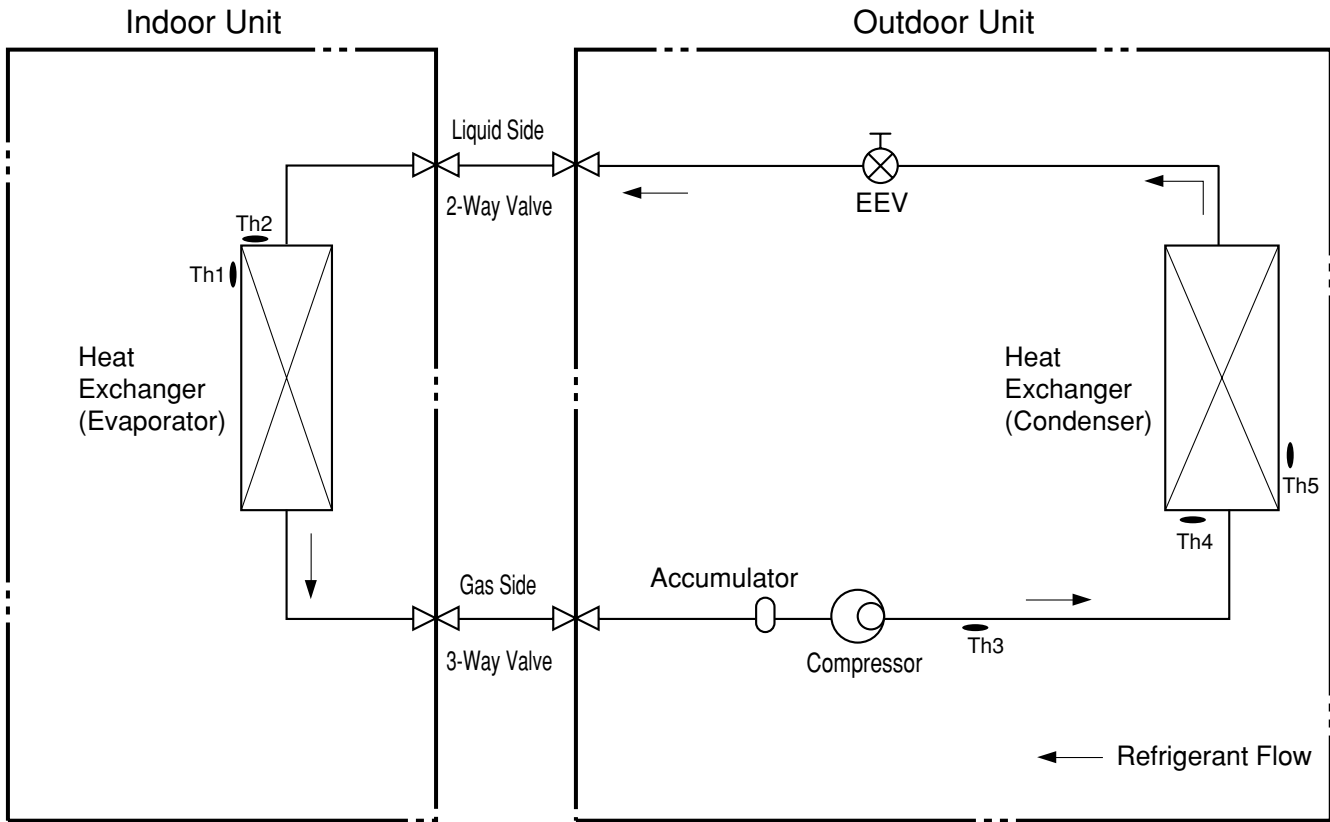 Indoor Unit
Outdoor Unit
Liquid Side
2-Way Valve
EEV
Th2
Th1
Heat
Exchanger
(Evaporator)
Heat
Exchanger
(Condenser)
Th5
Th4
Gas Side
3-Way Valve
Accumulator
Compressor
Th3
Refrigerant Flow